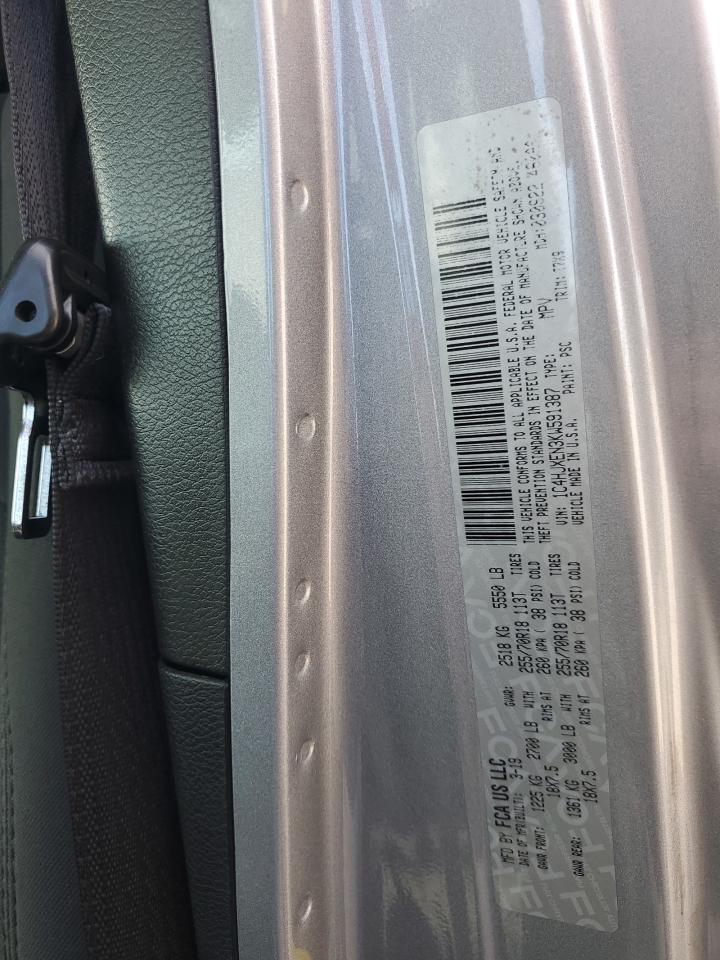 MFD BY FCA US LLC
DATE OF MFR(BUILT): 3-19 GVWR: 2518 KG 5550 LB
GAWR FRONT: 1225 KG 2700 LB WITH 255/70R18 113T TIRES
18X7.5 RIMS AT 260 KPA ( 38 PSI) COLD
GAWR REAR: 1361 KG 3000 LB WITH 255/70R18 113T TIRES
18X7.5 RIMS AT 260 KPA ( 38 PSI) COLD
THIS VEHICLE CONFORMS TO ALL APPLICABLE U.S.A. FEDERAL MOTOR VEHICLE SAFETY AND
THEFT PREVENTION STANDARDS IN EFFECT ON THE DATE OF MANUFACTURE SHOWN ABOVE.
VIN: 1C4HJXEN3KW591387 TYPE: MPV MDH:
VEHICLE MADE IN U.S.A. PAINT: PSC TRIM: